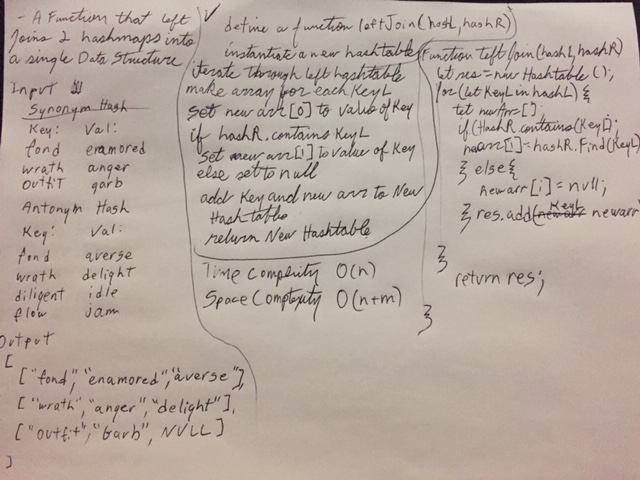 - A Function that left
Joins 2 hashmaps into
a single Data Structure
Input
Synonym Hash
Key: Val:
fond enamored
wrath anger
outfit garb
Antonym Hash
Key: Val:
fond averse
wrath delight
diligent idle
flow jam
Output
[
["fond", "enamored", "averse"],
["wrath", "anger", "delight"],
["outfit", "garb", NULL]
]
define a function leftJoin(hashL, hashR)
instantiate a new hashtable
iterate through left hashtable
make array for each KeyL
set new arr[0] to value of Key
if hashR.contains KeyL
set new arr[1] to value of Key
else set to null
add Key and new arr to New
Hashtable
return New Hashtable
Time Complexity O(n)
Space Complexity O(n+m)
function leftJoin(hashL, hashR)
let res = new Hashtable();
for(let KeyL in hashL) {
let newArr = []
if(HashR.contains(Key)){
newarr[i] = hashR.Find(KeyL)
} else {
newarr[i] = null;
}
res.add(Key newarr
}
return res;
}